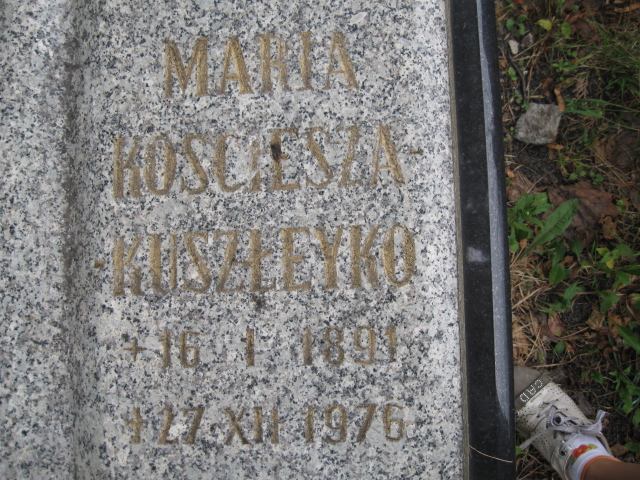 MARIA
KOSCIESZA-
-KUSZŁEYKO
+ 16 I 1891
+ 27 XII 1976